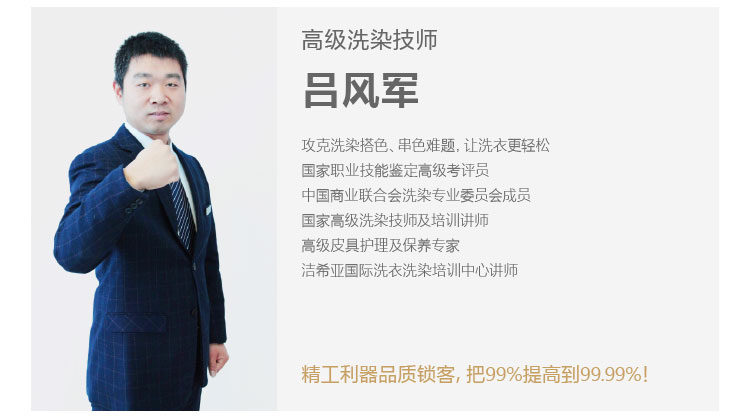 高级洗染技师
吕风军
攻克洗染搭色、串色难题，让洗衣更轻松
国家职业技能鉴定高级考评员
中国商业联合会洗染专业委员会成员
国家高级洗染技师及培训讲师
高级皮具护理及保养专家
洁希亚国际洗衣洗染培训中心讲师
精工利器品质锁客, 把99%提高到99.99%!